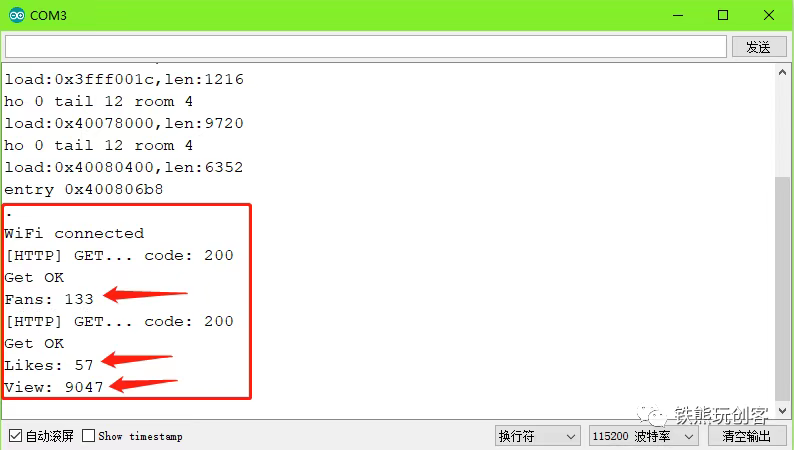 COM3
发送
load:0x3fff001c,len:1216
ho 0 tail 12 room 4
load:0x40078000,len:9720
ho 0 tail 12 room 4
load:0x40080400,len:6352
entry 0x400806b8
.
WiFi connected
[HTTP] GET... code: 200
Get OK
Fans: 133
[HTTP] GET... code: 200
Get OK
Likes: 57
View: 9047
铁熊玩创客
自动滚屏 Show timestamp 换行符 115200 波特率 清空输出